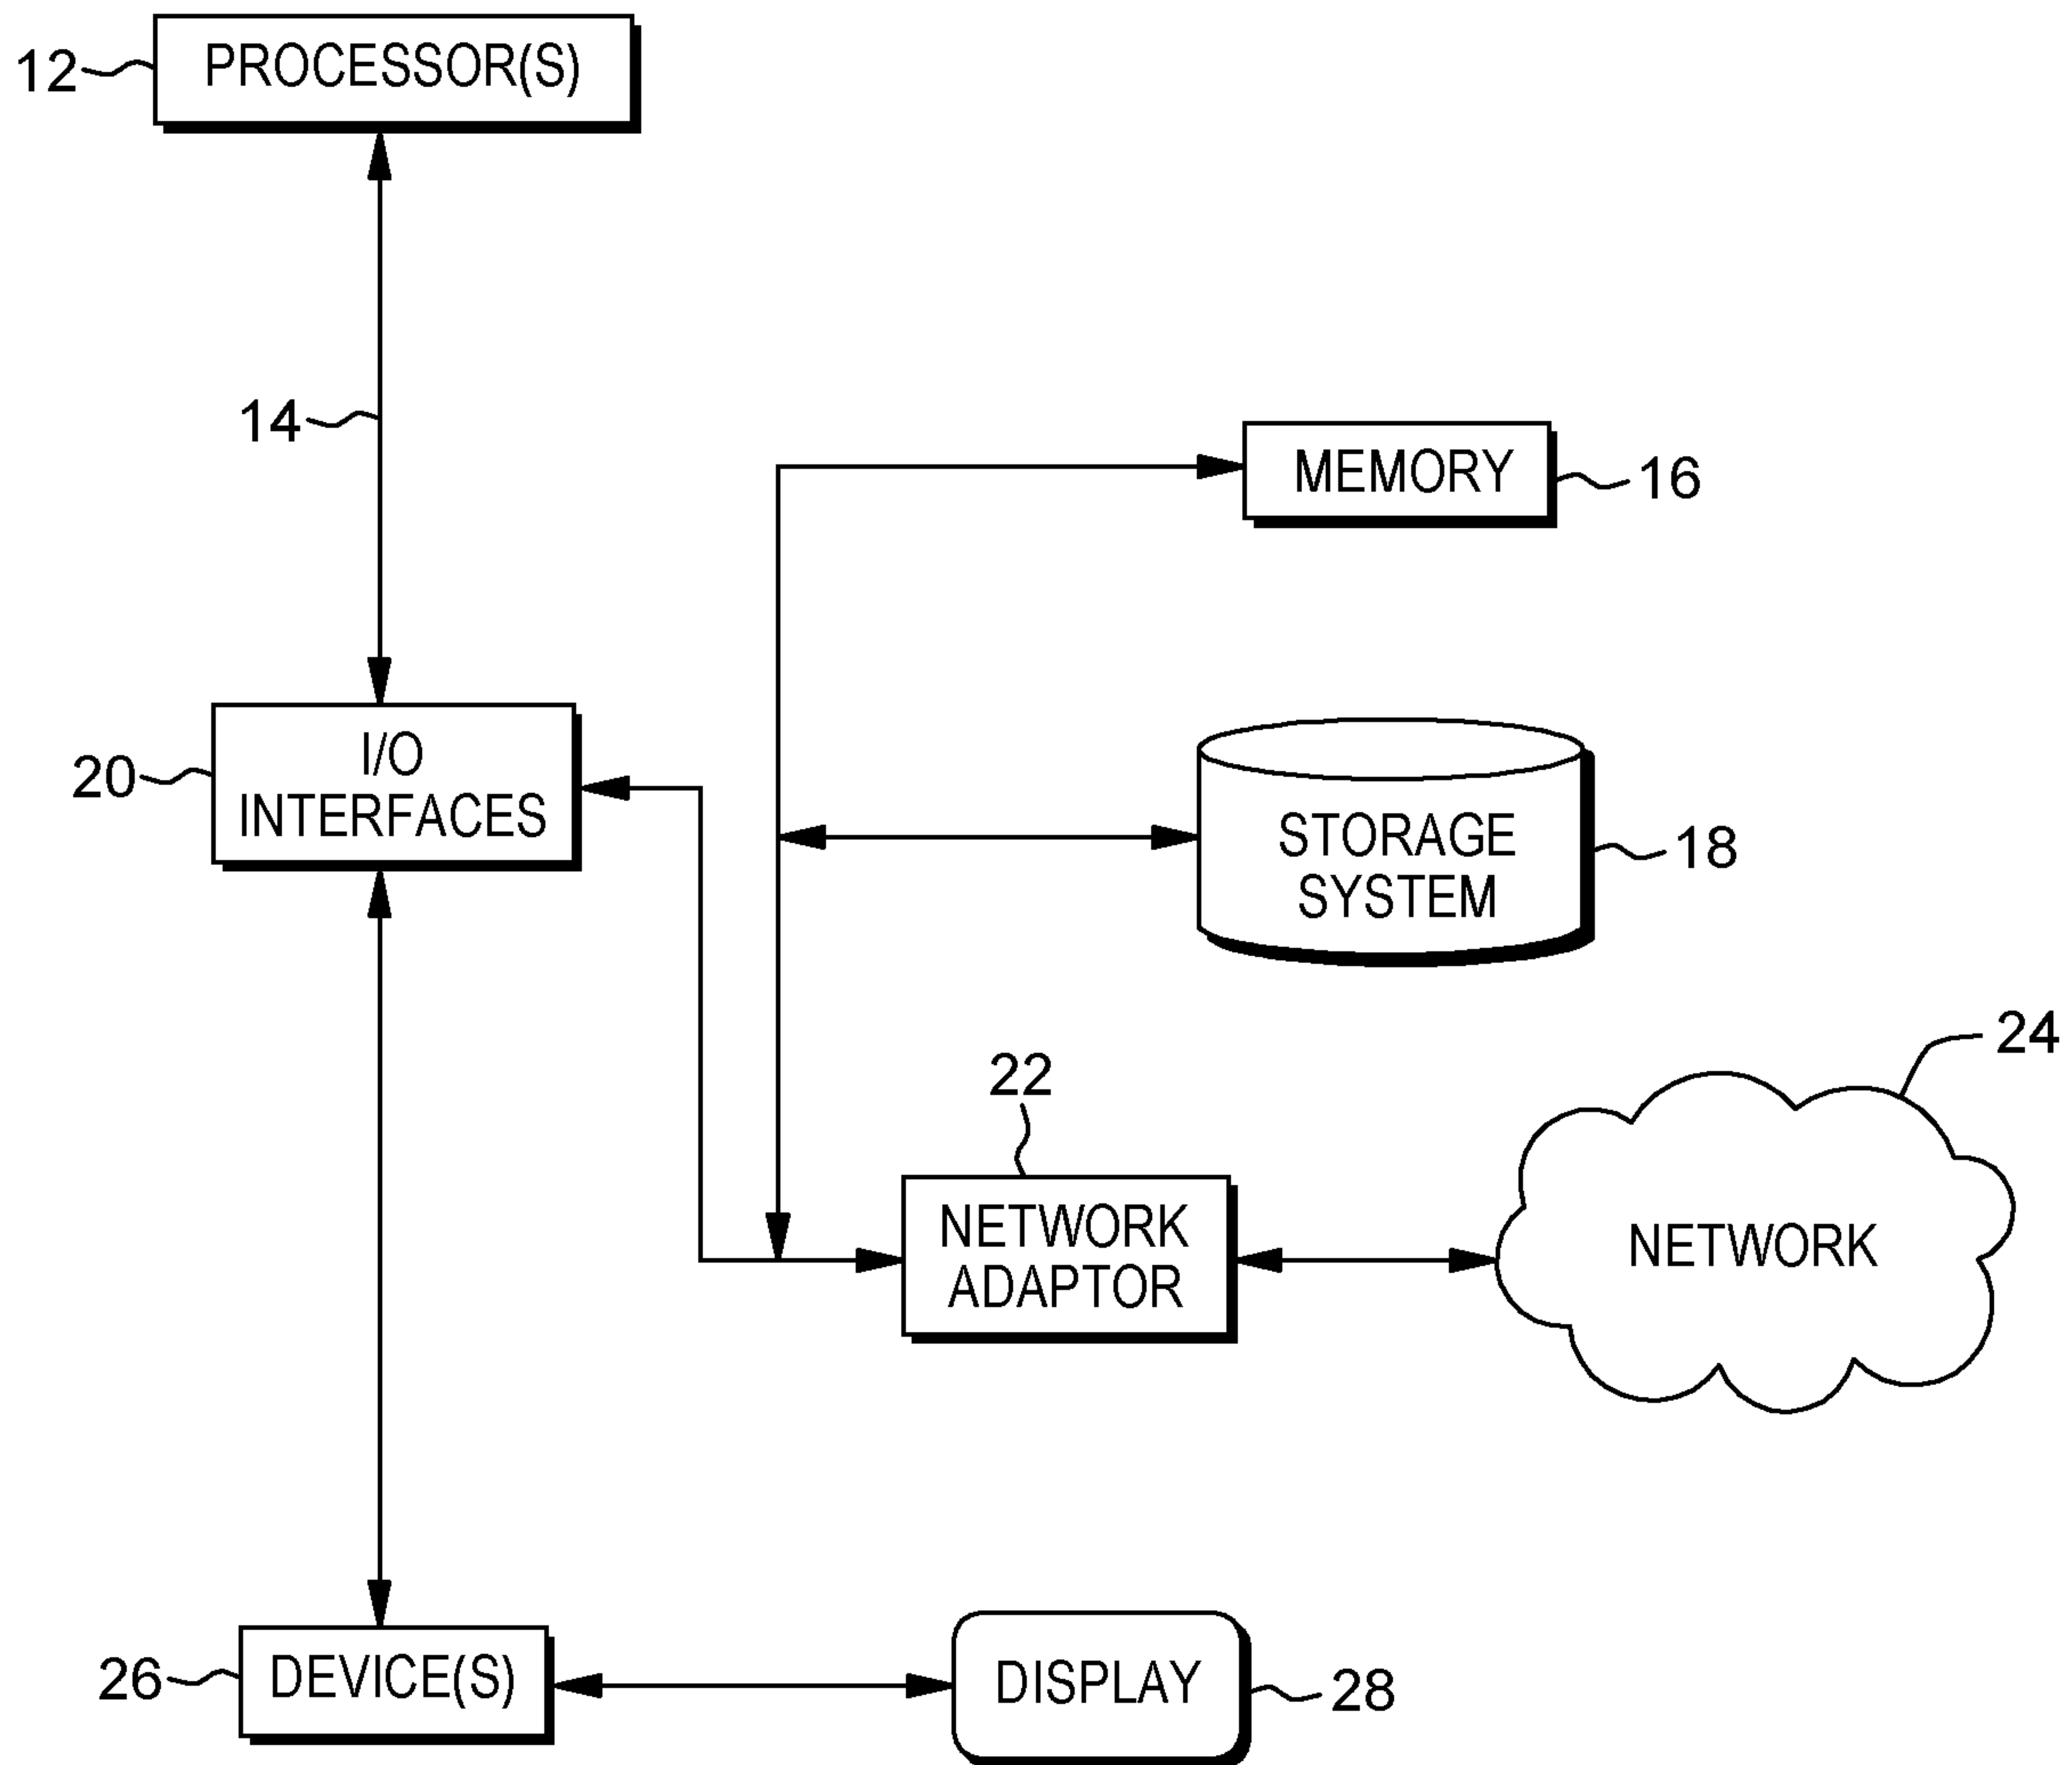 12
PROCESSOR(S)
14
MEMORY
16
20
I/O
INTERFACES
STORAGE
SYSTEM
18
24
22
NETWORK
ADAPTOR
NETWORK
26
DEVICE(S)
DISPLAY
28